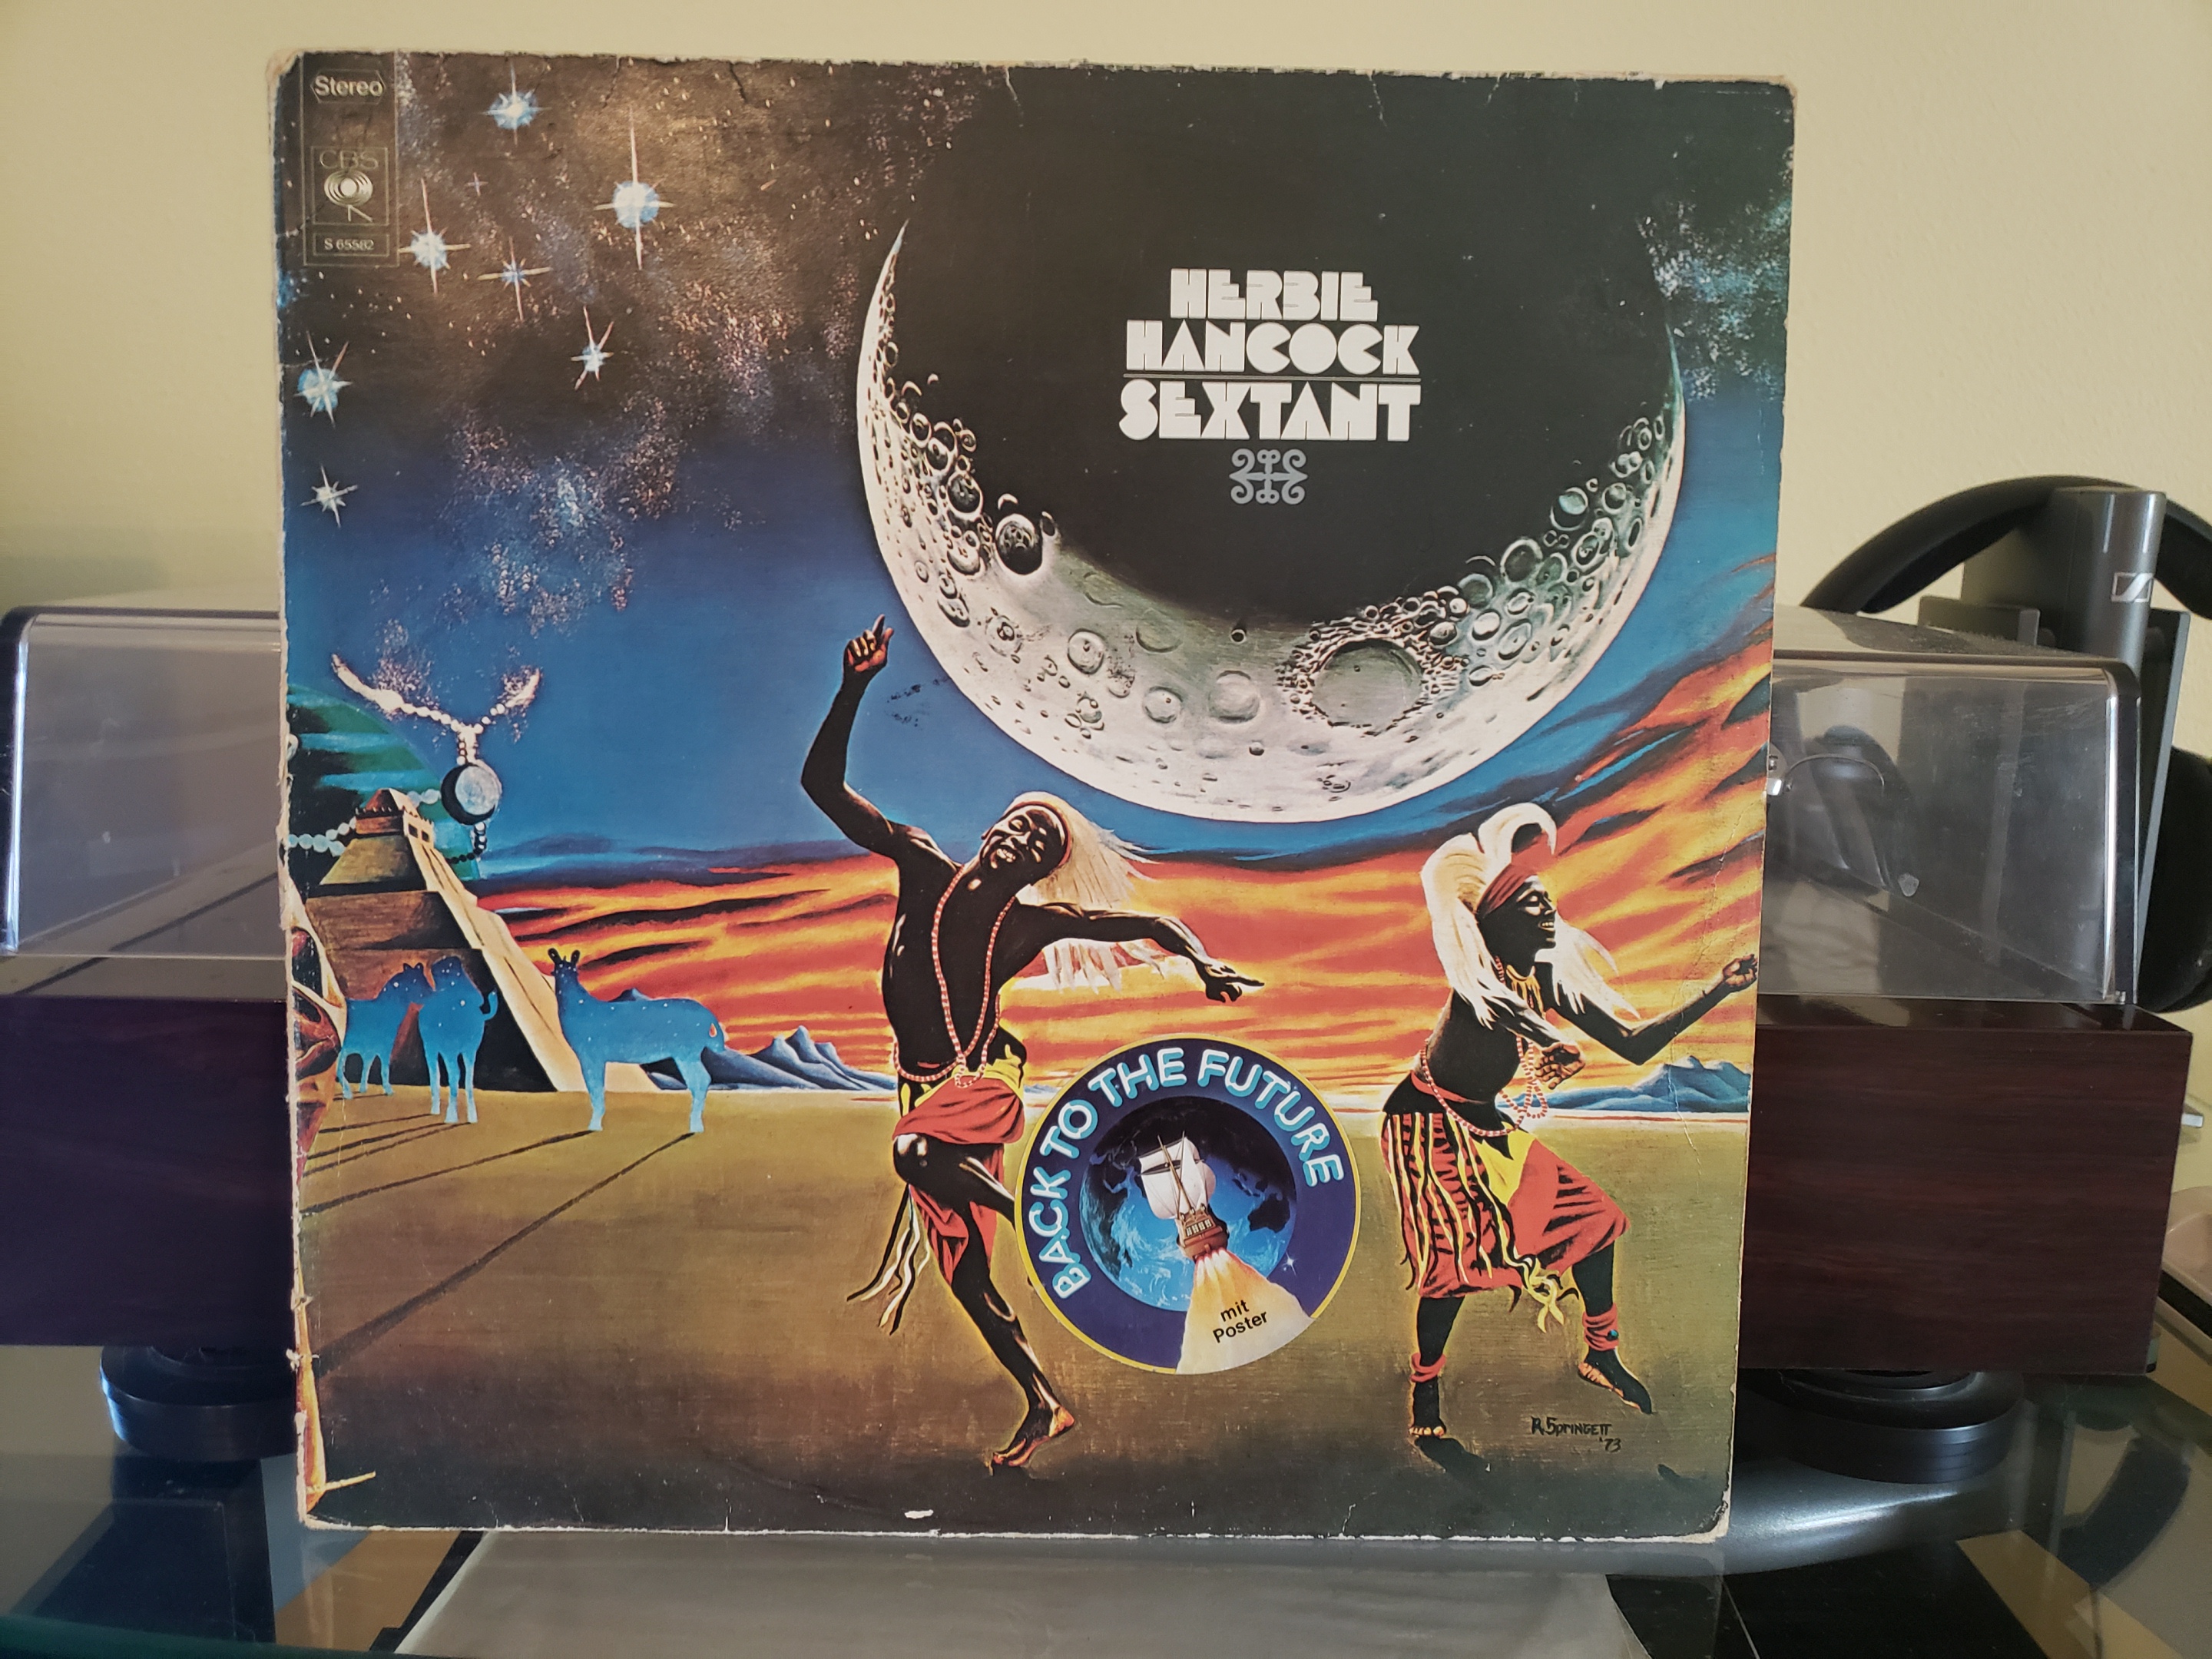 Stereo
CBS
S 65582
HERBIE
HANCOCK
SEXTANT
BACK TO THE FUTURE
mit
Poster
R. Springett
'73